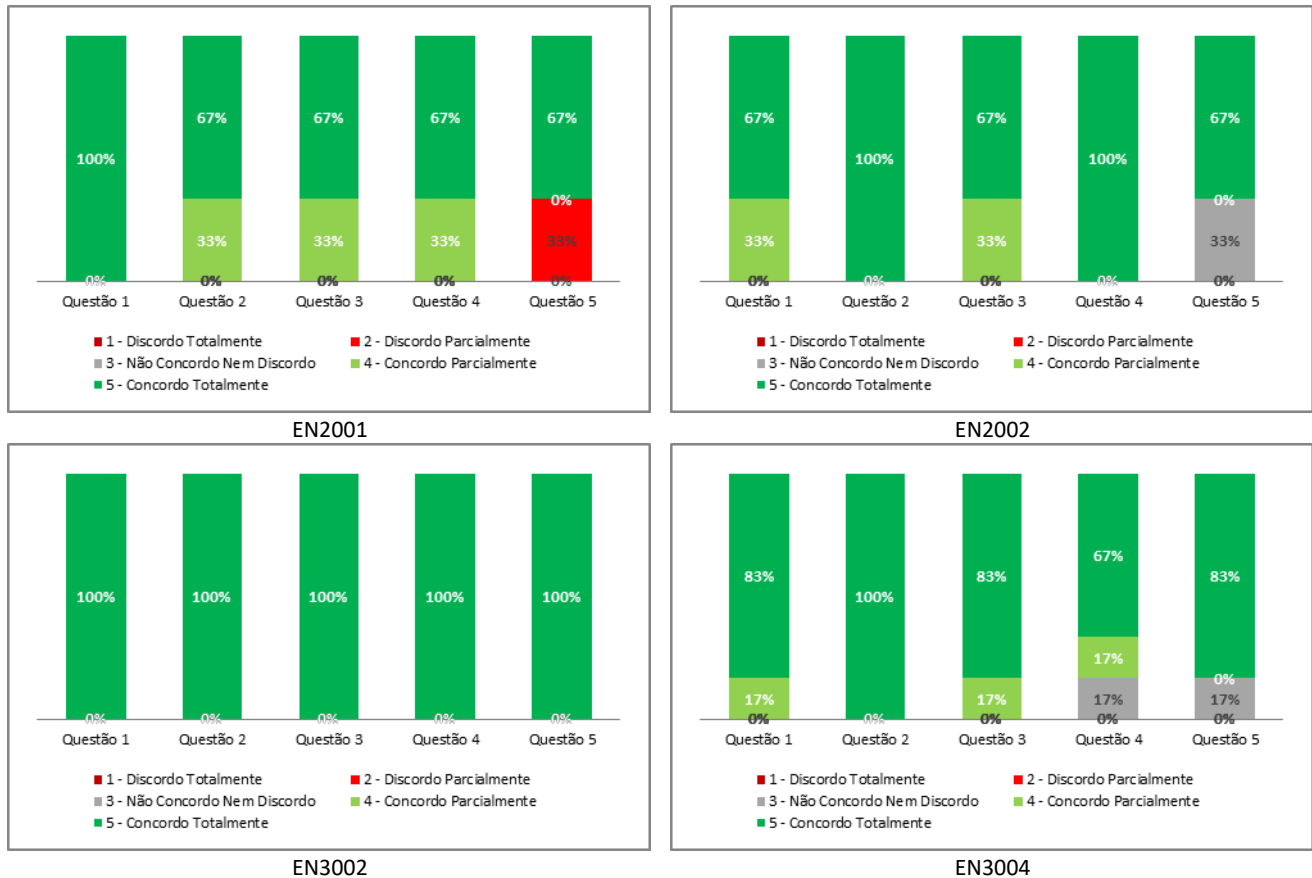 100% 67% 67% 67% 67%
0%
33% 33% 33% 33%
0% 0% 0% 0% 0%
Questão 1 Questão 2 Questão 3 Questão 4 Questão 5
1 - Discordo Totalmente 2 - Discordo Parcialmente
3 - Não Concordo Nem Discordo 4 - Concordo Parcialmente
5 - Concordo Totalmente
EN2001
67% 100% 67% 100% 67%
0%
33% 33% 33%
0% 0% 0% 0% 0%
Questão 1 Questão 2 Questão 3 Questão 4 Questão 5
1 - Discordo Totalmente 2 - Discordo Parcialmente
3 - Não Concordo Nem Discordo 4 - Concordo Parcialmente
5 - Concordo Totalmente
EN2002
100% 100% 100% 100% 100%
0% 0% 0% 0% 0%
Questão 1 Questão 2 Questão 3 Questão 4 Questão 5
1 - Discordo Totalmente 2 - Discordo Parcialmente
3 - Não Concordo Nem Discordo 4 - Concordo Parcialmente
5 - Concordo Totalmente
EN3002
83% 100% 83% 67% 83%
17%
0%
17% 17% 17% 17%
0% 0% 0% 0% 0%
Questão 1 Questão 2 Questão 3 Questão 4 Questão 5
1 - Discordo Totalmente 2 - Discordo Parcialmente
3 - Não Concordo Nem Discordo 4 - Concordo Parcialmente
5 - Concordo Totalmente
EN3004